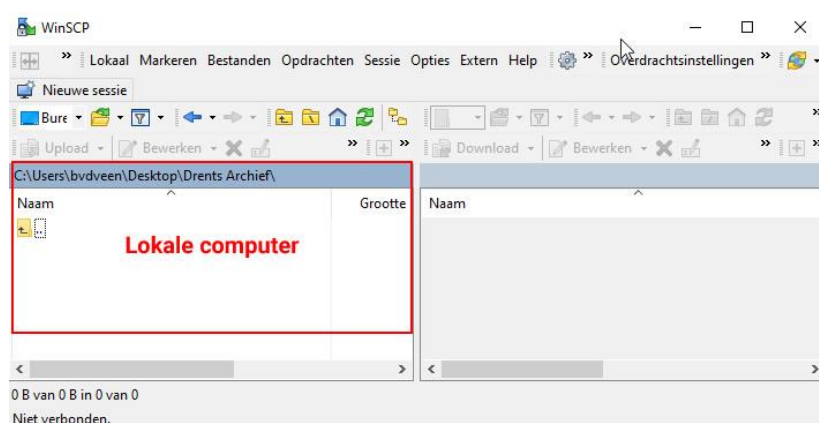 WinSCP
» Lokaal Markeren Bestanden Opdrachten Sessie Opties Extern Help » Overdrachtsinstellingen »
Nieuwe sessie
Bure
Upload Bewerken » » Download Bewerken » »
C:\Users\bvdveen\Desktop\Drents Archief\
Naam Grootte Naam
..
Lokale computer
0 B van 0 B in 0 van 0
Niet verbonden.